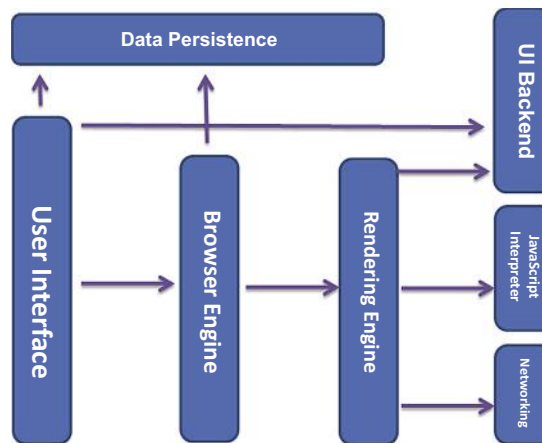 Data Persistence
User Interface
Browser Engine
Rendering Engine
UI Backend
JavaScript
Interpreter
Networking